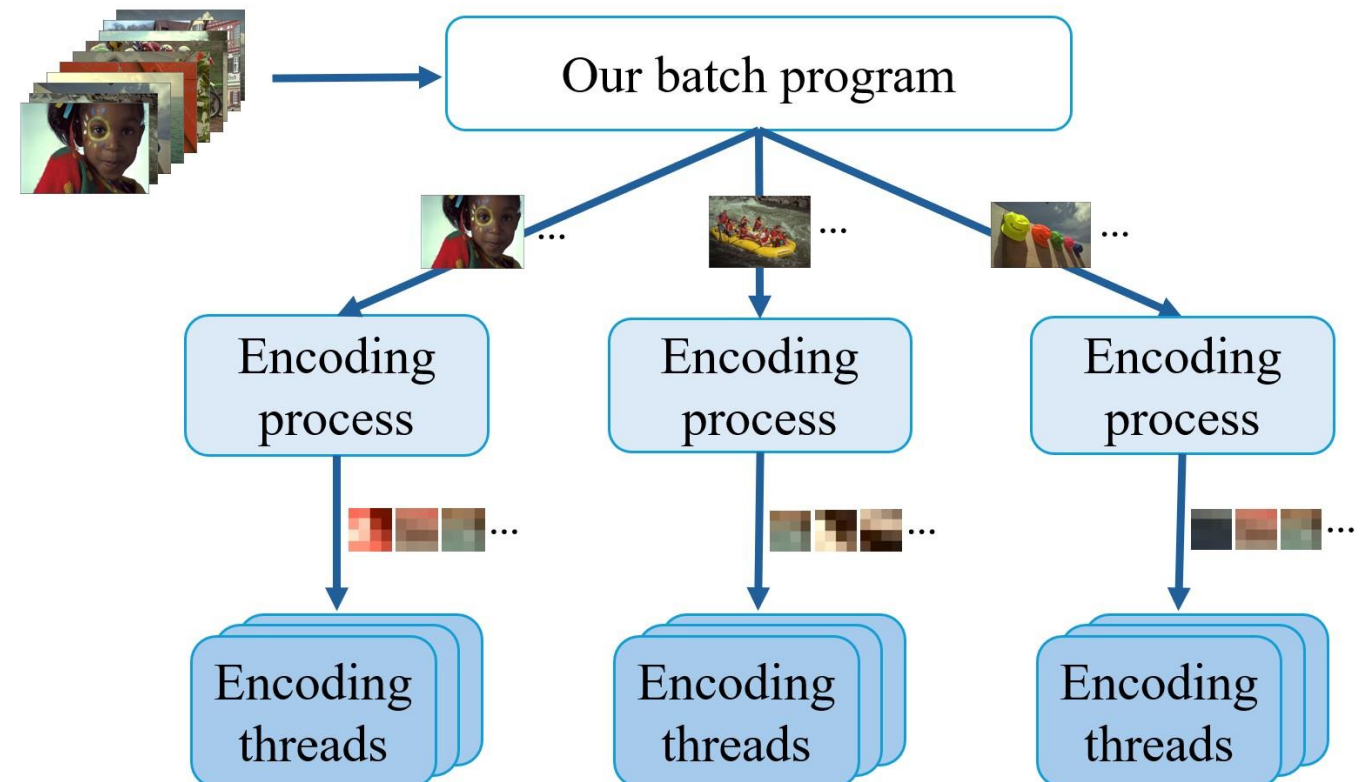 Our batch program
...
...
...
Encoding
process
Encoding
process
Encoding
process
...
...
...
Encoding
threads
Encoding
threads
Encoding
threads